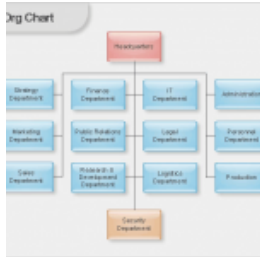 Org Chart
Headquarters
Strategy
Department
Finance
Department
IT
Department
Administration
Marketing
Department
Public Relations
Department
Legal
Department
Personnel
Department
Sales
Department
Research &
Development
Department
Logistics
Department
Production
Security
Department